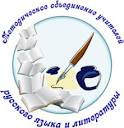 Методическое объединение учителей
русского языка и литературы